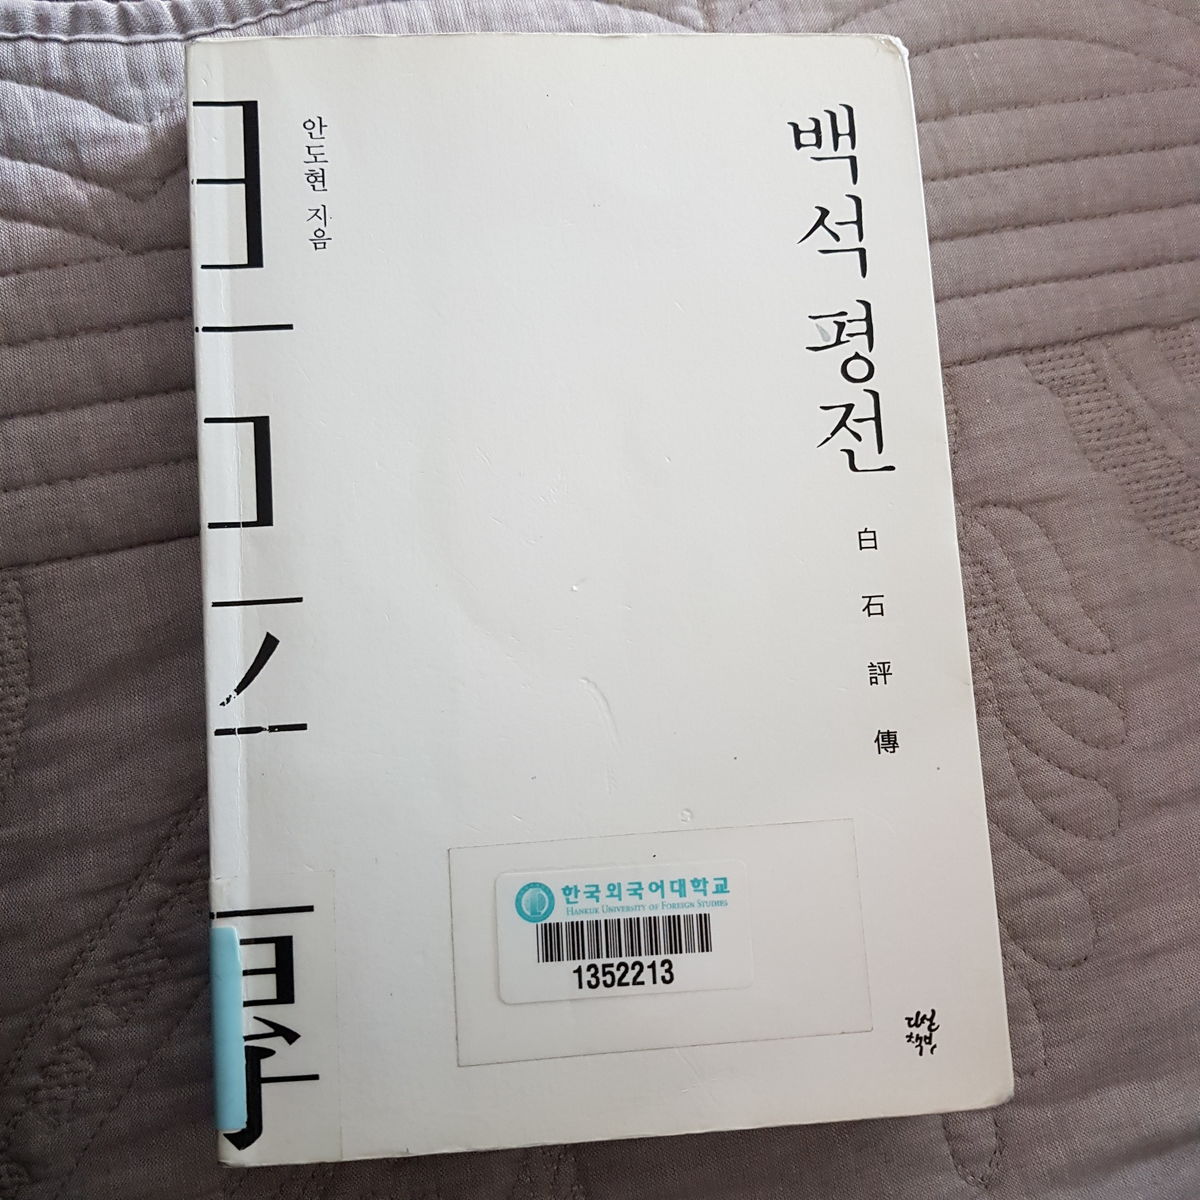 백석평전
白石評傳
안도현 지음
한국외국어대학교
HANKUK UNIVERSITY OF FOREIGN STUDIES
1352213
다산책방